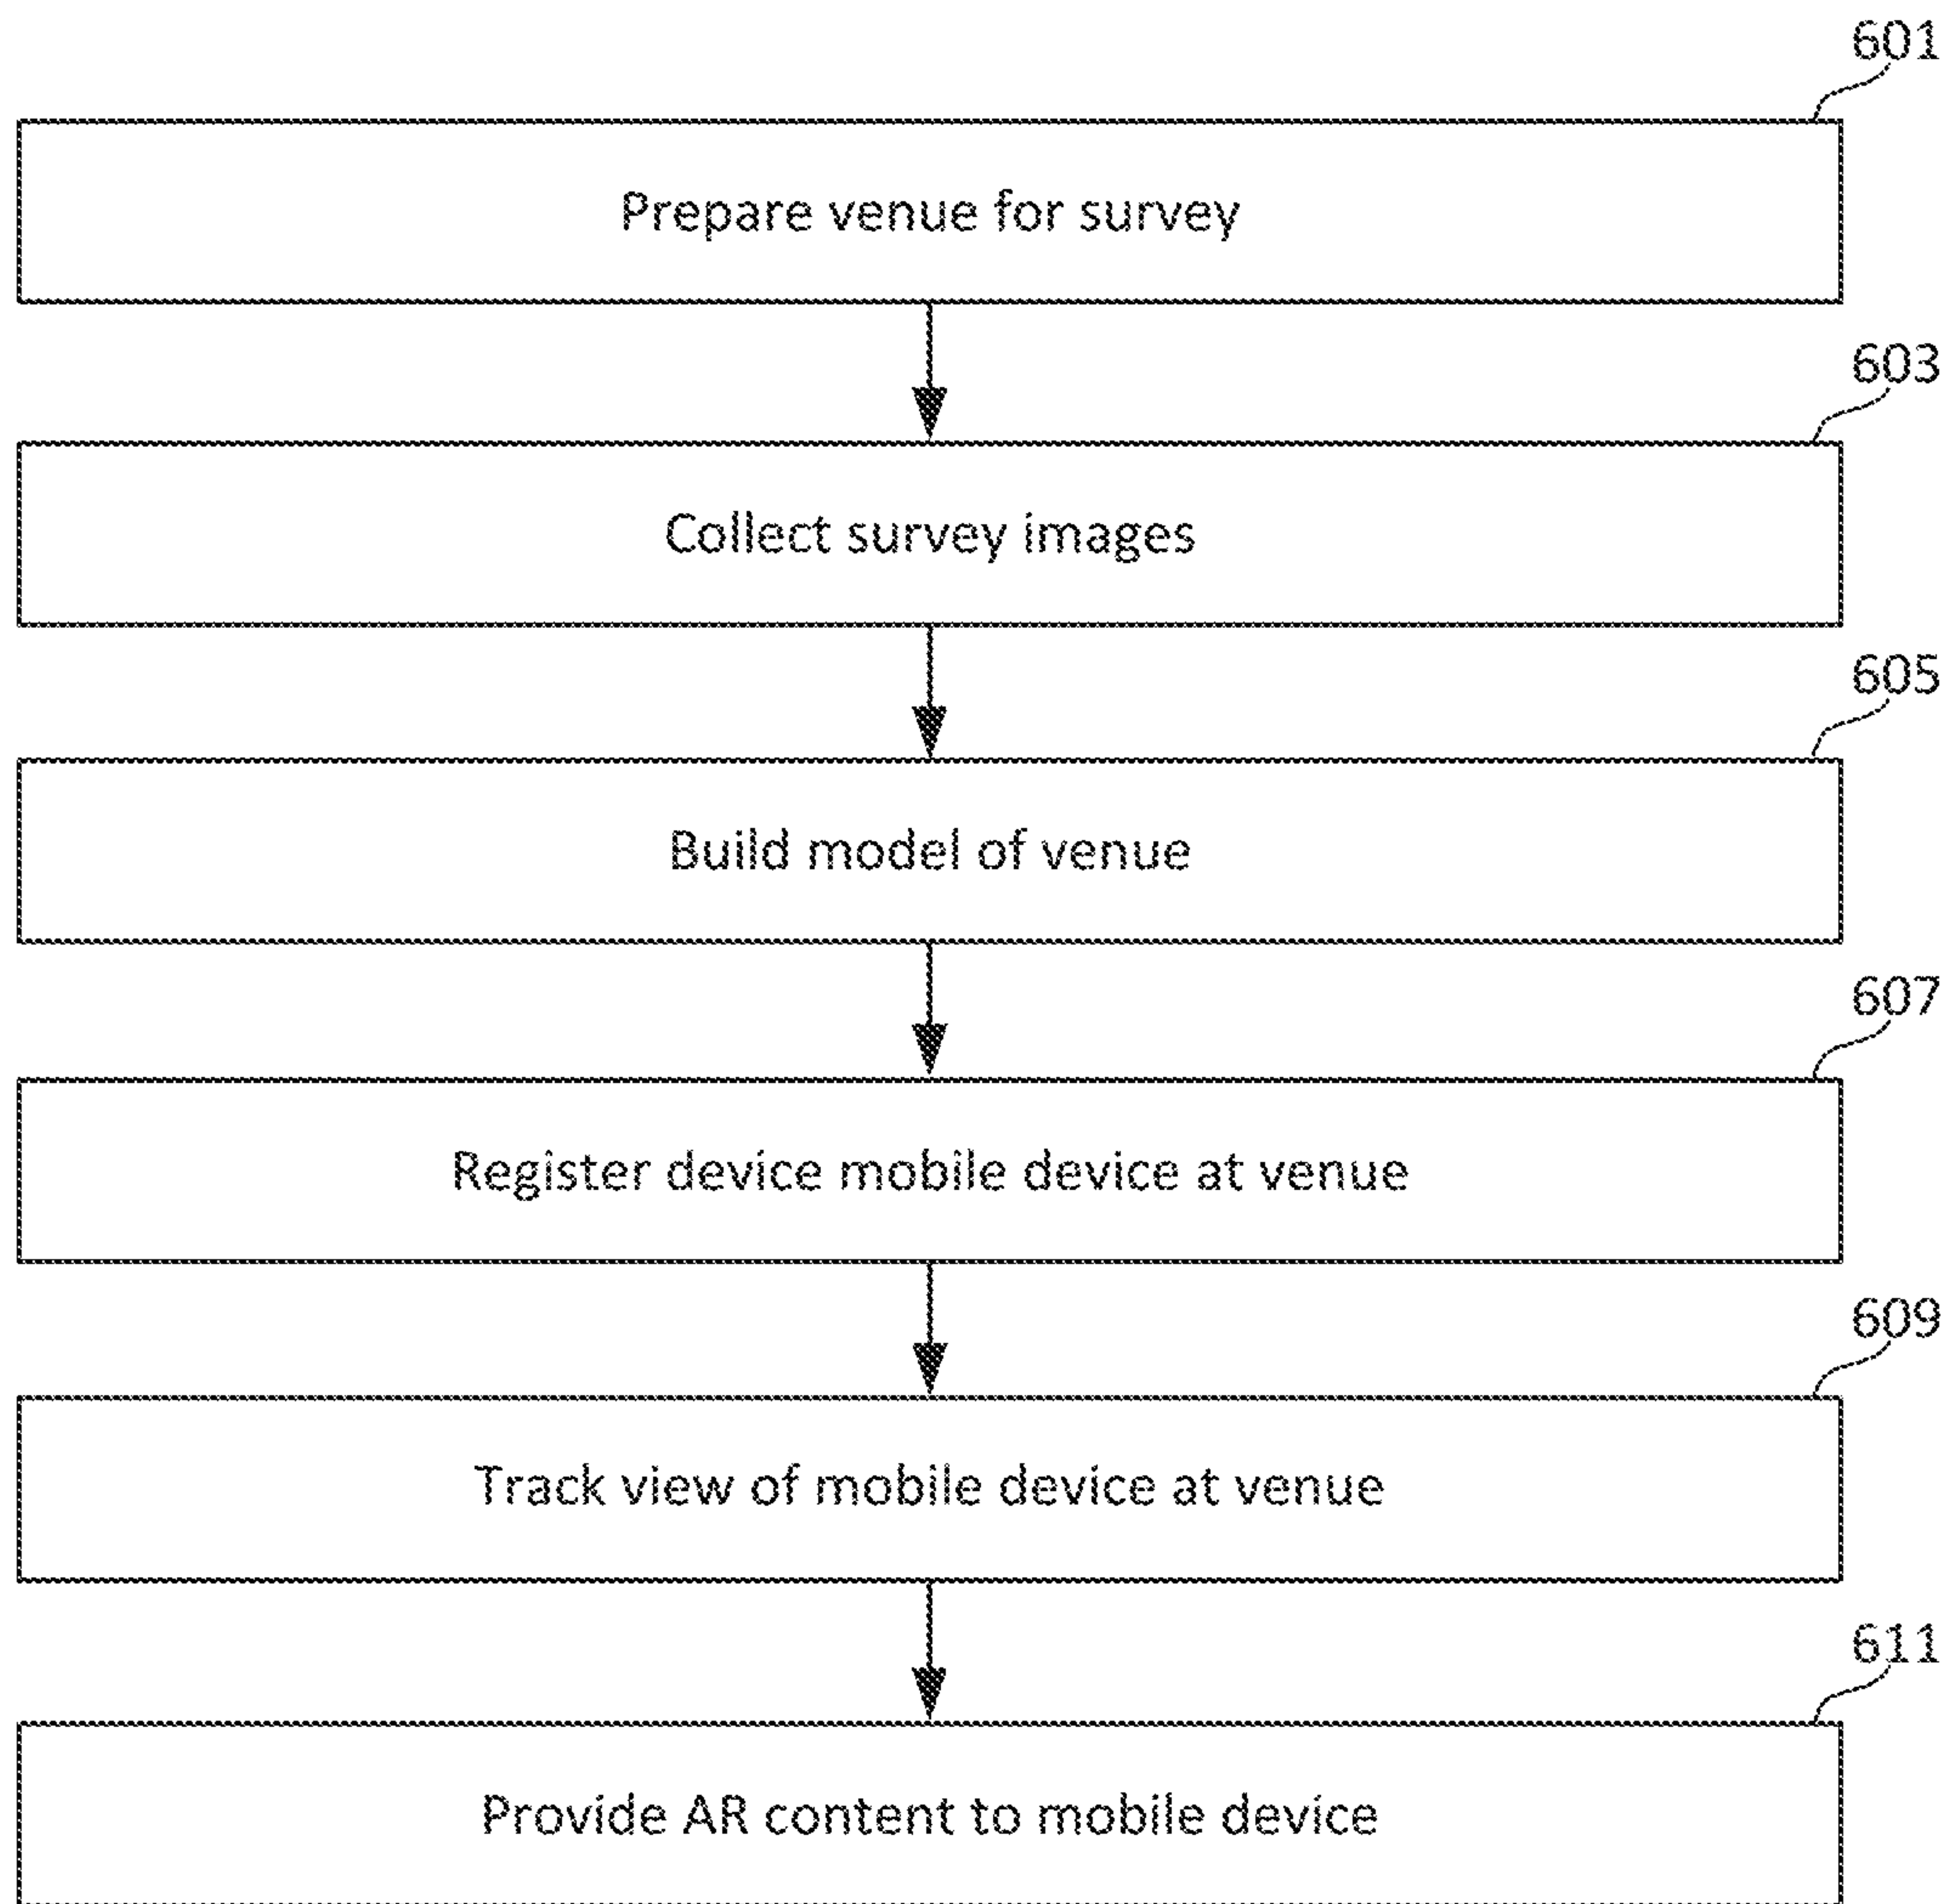 601
Prepare venue for survey
603
Collect survey images
605
Build model of venue
607
Register device mobile device at venue
609
Track view of mobile device at venue
611
Provide AR content to mobile device